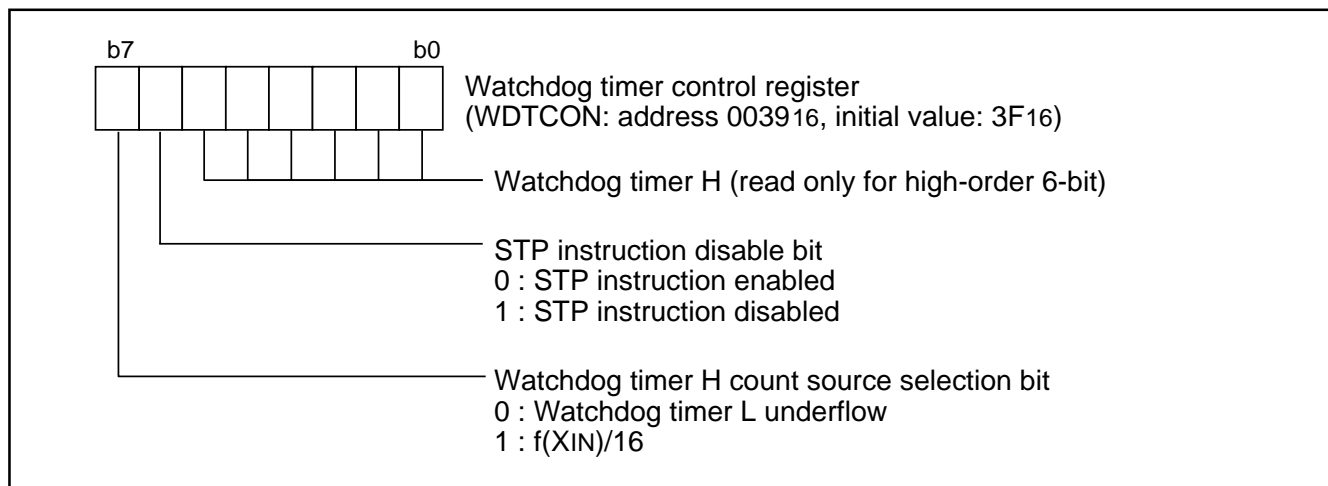 b7 b0
Watchdog timer control register
(WDTCON: address 003916, initial value: 3F16)
Watchdog timer H (read only for high-order 6-bit)
STP instruction disable bit
0 : STP instruction enabled
1 : STP instruction disabled
Watchdog timer H count source selection bit
0 : Watchdog timer L underflow
1 : f(XIN)/16